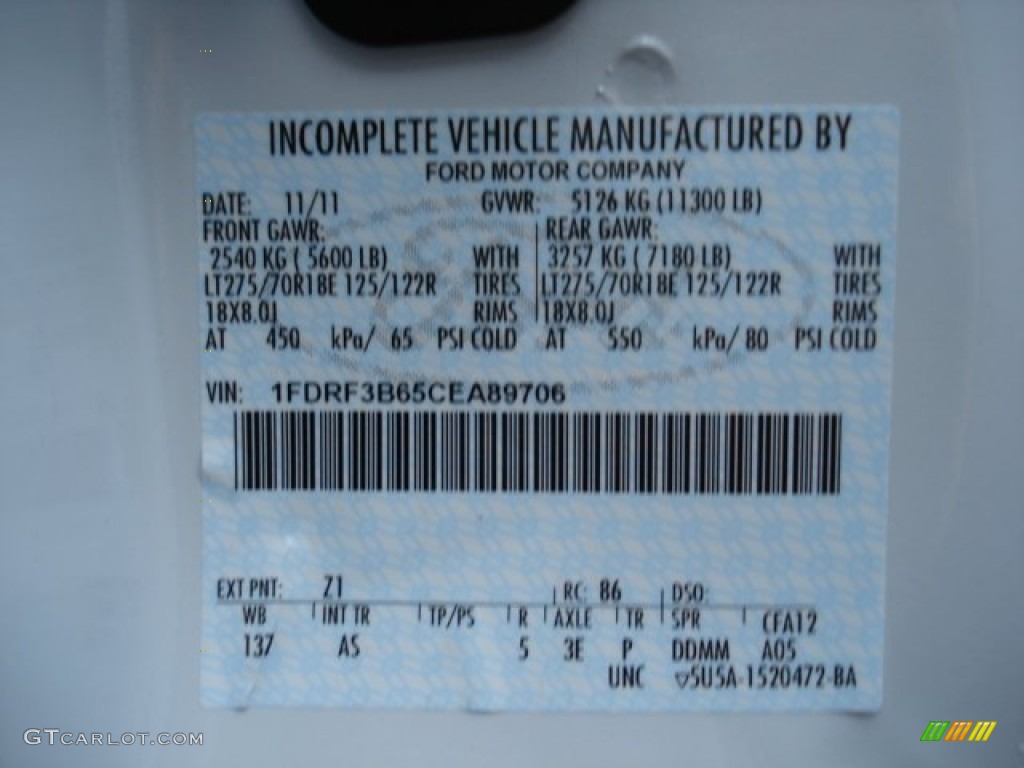 INCOMPLETE VEHICLE MANUFACTURED BY
FORD MOTOR COMPANY
DATE: 11/11 GVWR: 5126 KG (11300 LB)
FRONT GAWR: REAR GAWR:
2540 KG ( 5600 LB) WITH 3257 KG ( 7180 LB) WITH
LT275/70R18E 125/122R TIRES LT275/70R18E 125/122R TIRES
18X8.0J RIMS 18X8.0J RIMS
AT 450 kPa/ 65 PSI COLD AT 550 kPa/ 80 PSI COLD
VIN: 1FDRF3B65CEA89706
EXT PNT: Z1 RC: 86 DSO:
WB INT TR TP/PS R AXLE TR SPR CFA12
137 AS 5 3E P DDMM A05
UNC ▽5U5A-1520472-BA
GTCARLOT.COM